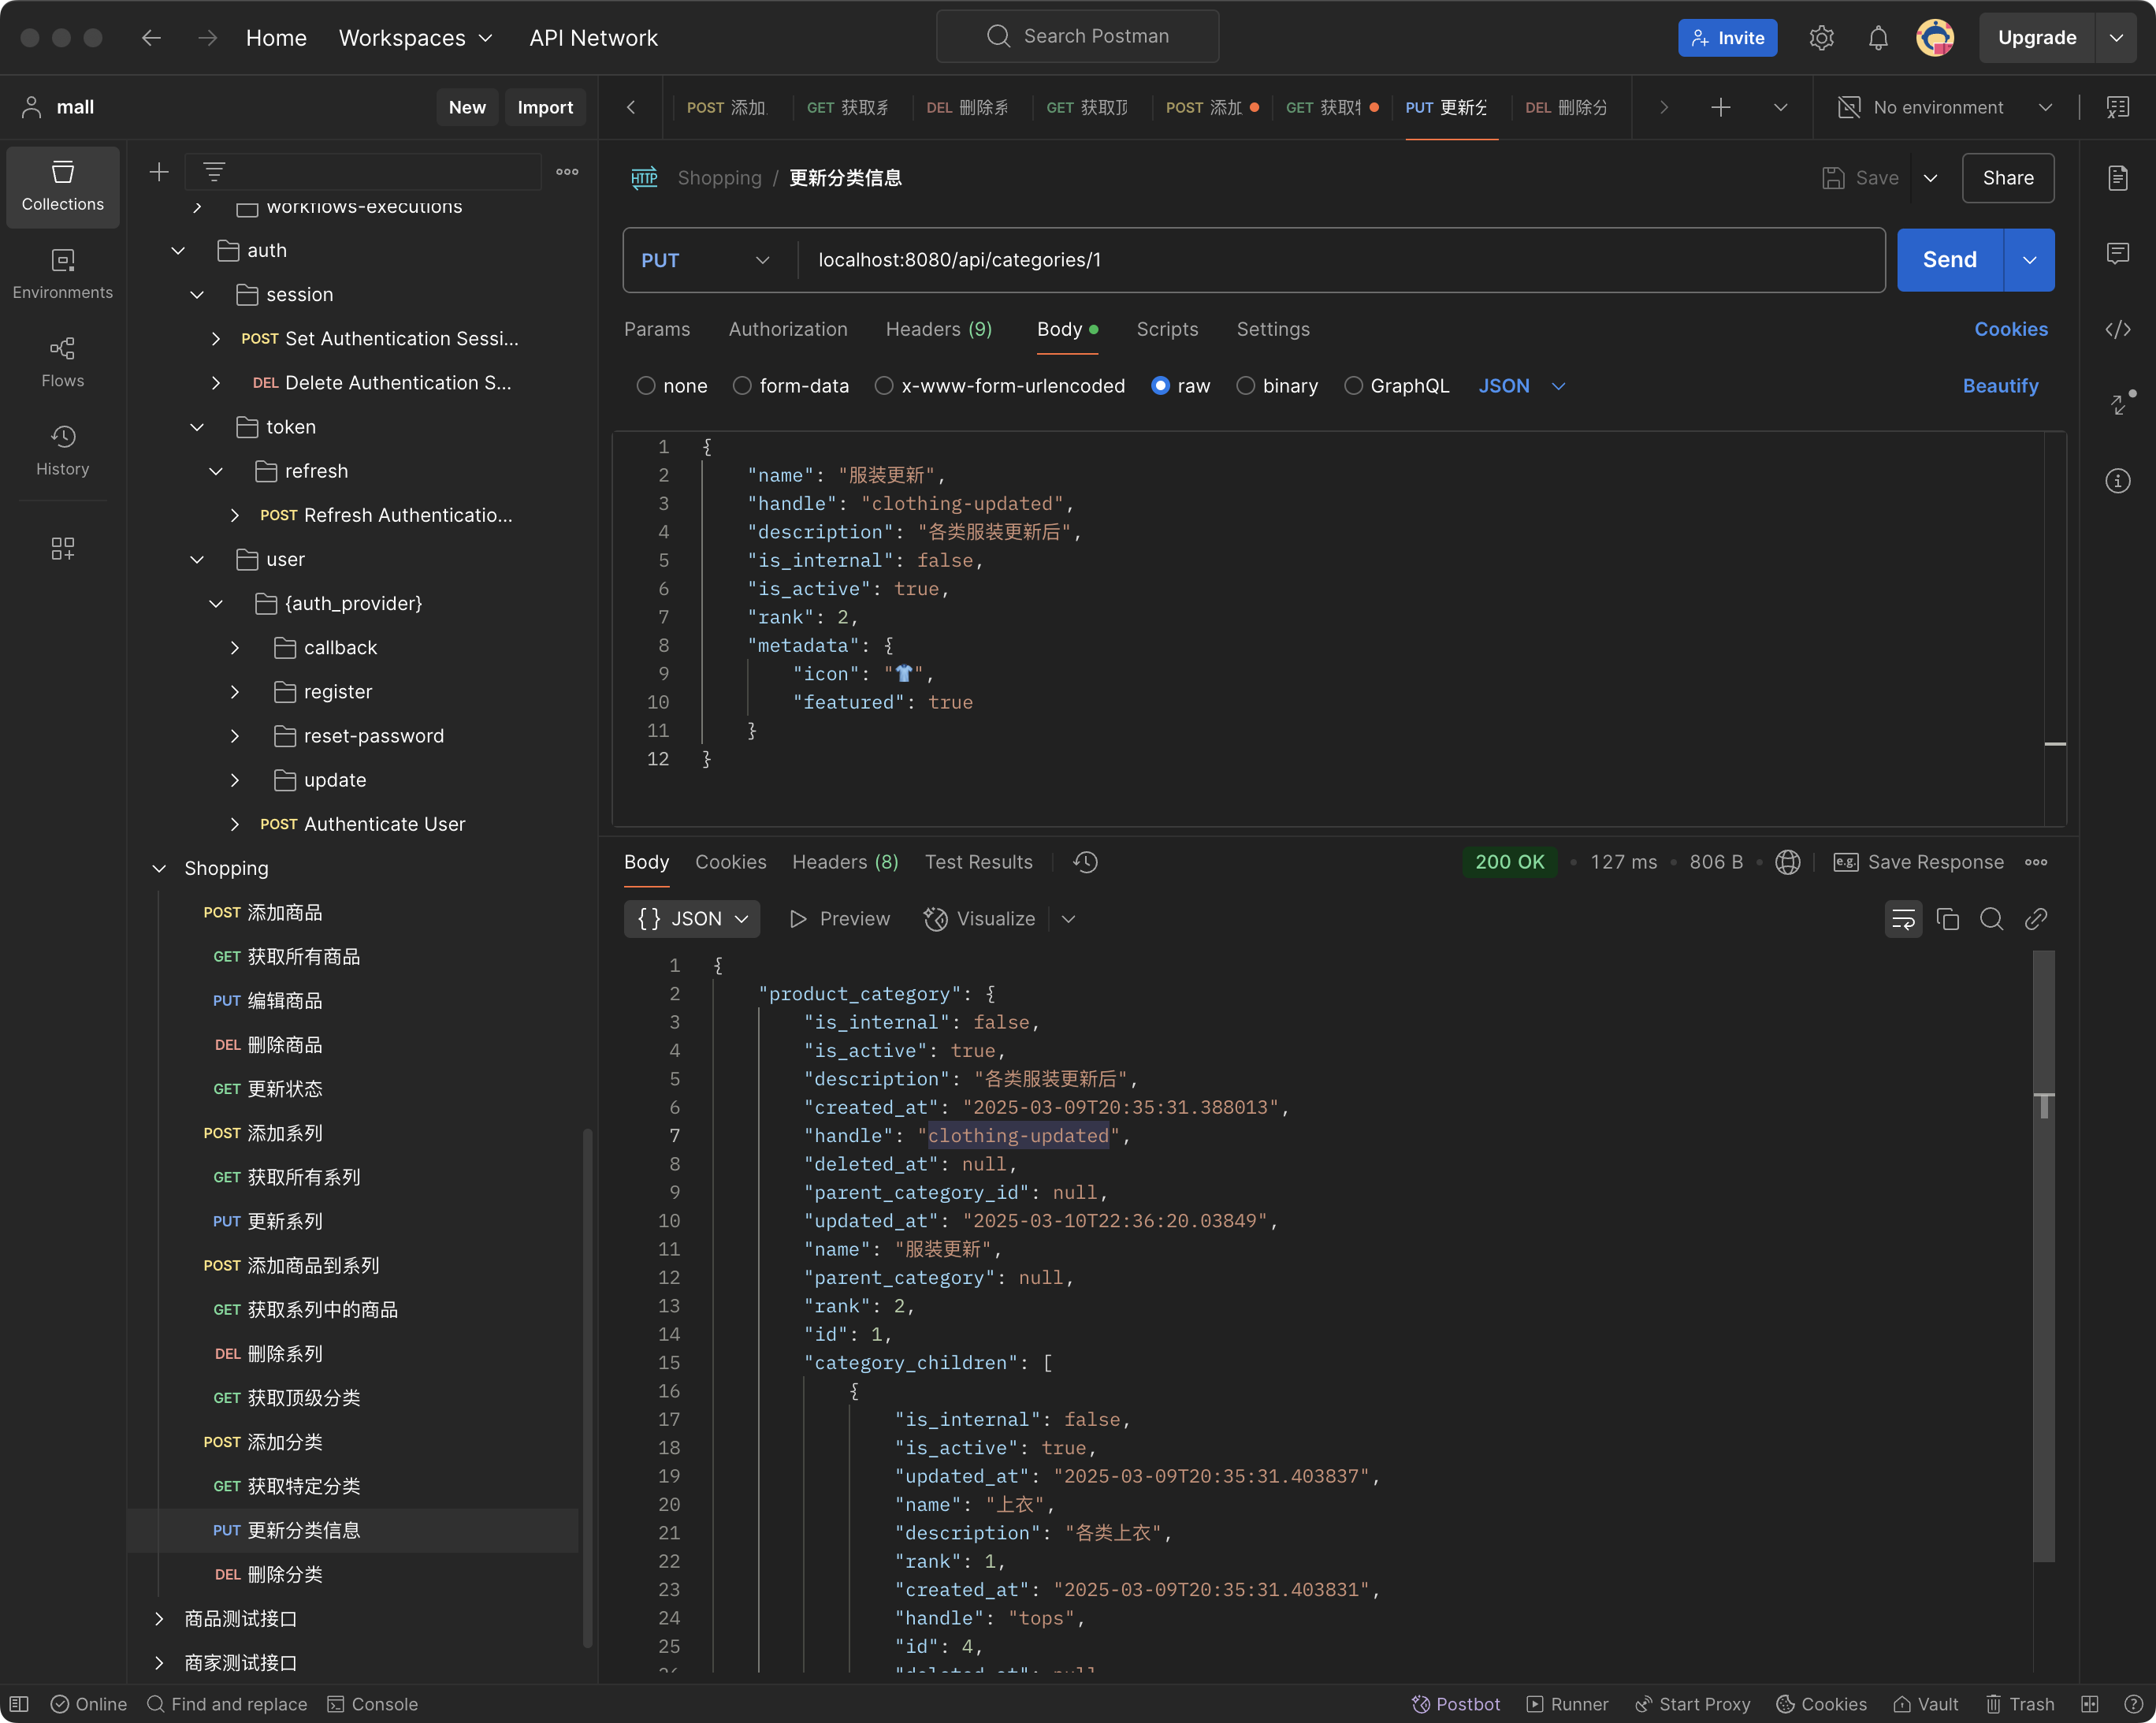 Home Workspaces API Network Search Postman Invite Upgrade
mall New Import
POST 添加 GET 获取系 DEL 删除系 GET 获取顶 POST 添加 GET 获取特 PUT 更新分 DEL 删除分 No environment
Collections
Environments
Flows
History
workflows-executions
auth
session
POST Set Authentication Sessi...
DEL Delete Authentication S...
token
refresh
POST Refresh Authenticatio...
user
{auth_provider}
callback
register
reset-password
update
POST Authenticate User
Shopping
POST 添加商品
GET 获取所有商品
PUT 编辑商品
DEL 删除商品
GET 更新状态
POST 添加系列
GET 获取所有系列
PUT 更新系列
POST 添加商品到系列
GET 获取系列中的商品
DEL 删除系列
GET 获取顶级分类
POST 添加分类
GET 获取特定分类
PUT 更新分类信息
DEL 删除分类
商品测试接口
商家测试接口
HTTP Shopping / 更新分类信息 Save Share
PUT localhost:8080/api/categories/1 Send
Params Authorization Headers (9) Body Scripts Settings Cookies
none form-data x-www-form-urlencoded raw binary GraphQL JSON Beautify
1 {
2 "name": "服装更新",
3 "handle": "clothing-updated",
4 "description": "各类服装更新后",
5 "is_internal": false,
6 "is_active": true,
7 "rank": 2,
8 "metadata": {
9 "icon": "👕",
10 "featured": true
11 }
12 }
Body Cookies Headers (8) Test Results 200 OK 127 ms 806 B e.g. Save Response
{} JSON Preview Visualize
1 {
2 "product_category": {
3 "is_internal": false,
4 "is_active": true,
5 "description": "各类服装更新后",
6 "created_at": "2025-03-09T20:35:31.388013",
7 "handle": "clothing-updated",
8 "deleted_at": null,
9 "parent_category_id": null,
10 "updated_at": "2025-03-10T22:36:20.03849",
11 "name": "服装更新",
12 "parent_category": null,
13 "rank": 2,
14 "id": 1,
15 "category_children": [
16 {
17 "is_internal": false,
18 "is_active": true,
19 "updated_at": "2025-03-09T20:35:31.403837",
20 "name": "上衣",
21 "description": "各类上衣",
22 "rank": 1,
23 "created_at": "2025-03-09T20:35:31.403831",
24 "handle": "tops",
25 "id": 4,
Online Find and replace Console Postbot Runner Start Proxy Cookies Vault Trash